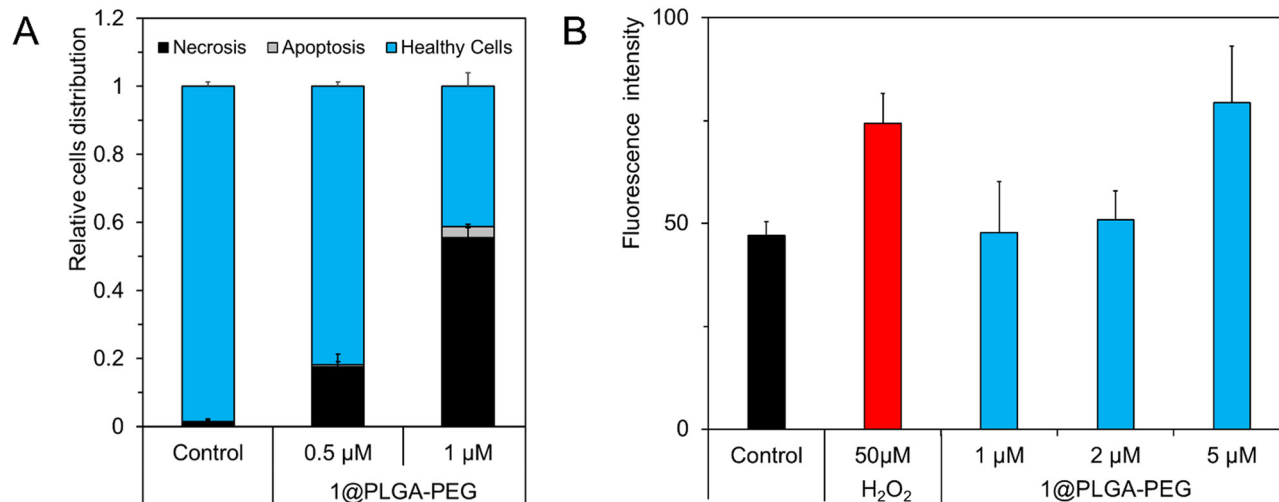 A
Relative cells distribution
1.2
1
0.8
0.6
0.4
0.2
0
Necrosis Apoptosis Healthy Cells
Control 0.5 µM 1 µM
1@PLGA-PEG
B
Fluorescence intensity
100
50
0
Control 50µM 1 µM 2 µM 5 µM
H₂O₂ 1@PLGA-PEG